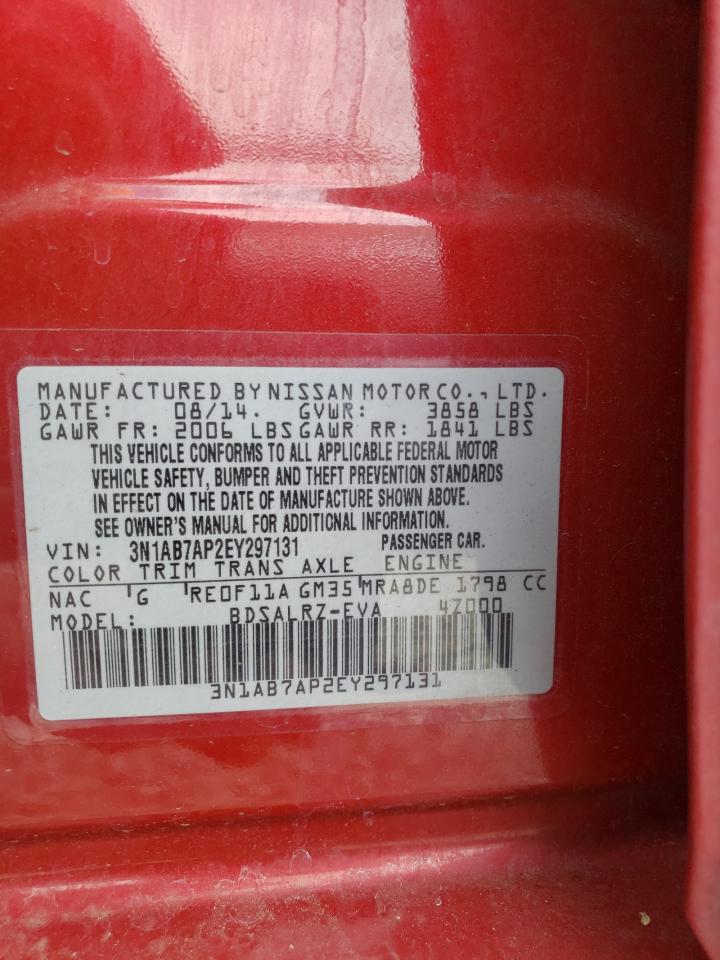 MANUFACTURED BY NISSAN MOTOR CO., LTD.
DATE: 08/14. GVWR: 3858 LBS
GAWR FR: 2006 LBS GAWR RR: 1841 LBS
THIS VEHICLE CONFORMS TO ALL APPLICABLE FEDERAL MOTOR
VEHICLE SAFETY, BUMPER AND THEFT PREVENTION STANDARDS
IN EFFECT ON THE DATE OF MANUFACTURE SHOWN ABOVE.
SEE OWNER'S MANUAL FOR ADDITIONAL INFORMATION.
VIN: 3N1AB7AP2EY297131 PASSENGER CAR.
COLOR TRIM TRANS AXLE ENGINE
NAC G RE0F11A GM35 MRA8DE 1798 CC
MODEL: BDSALRZ-EVA 4Z000
3N1AB7AP2EY297131